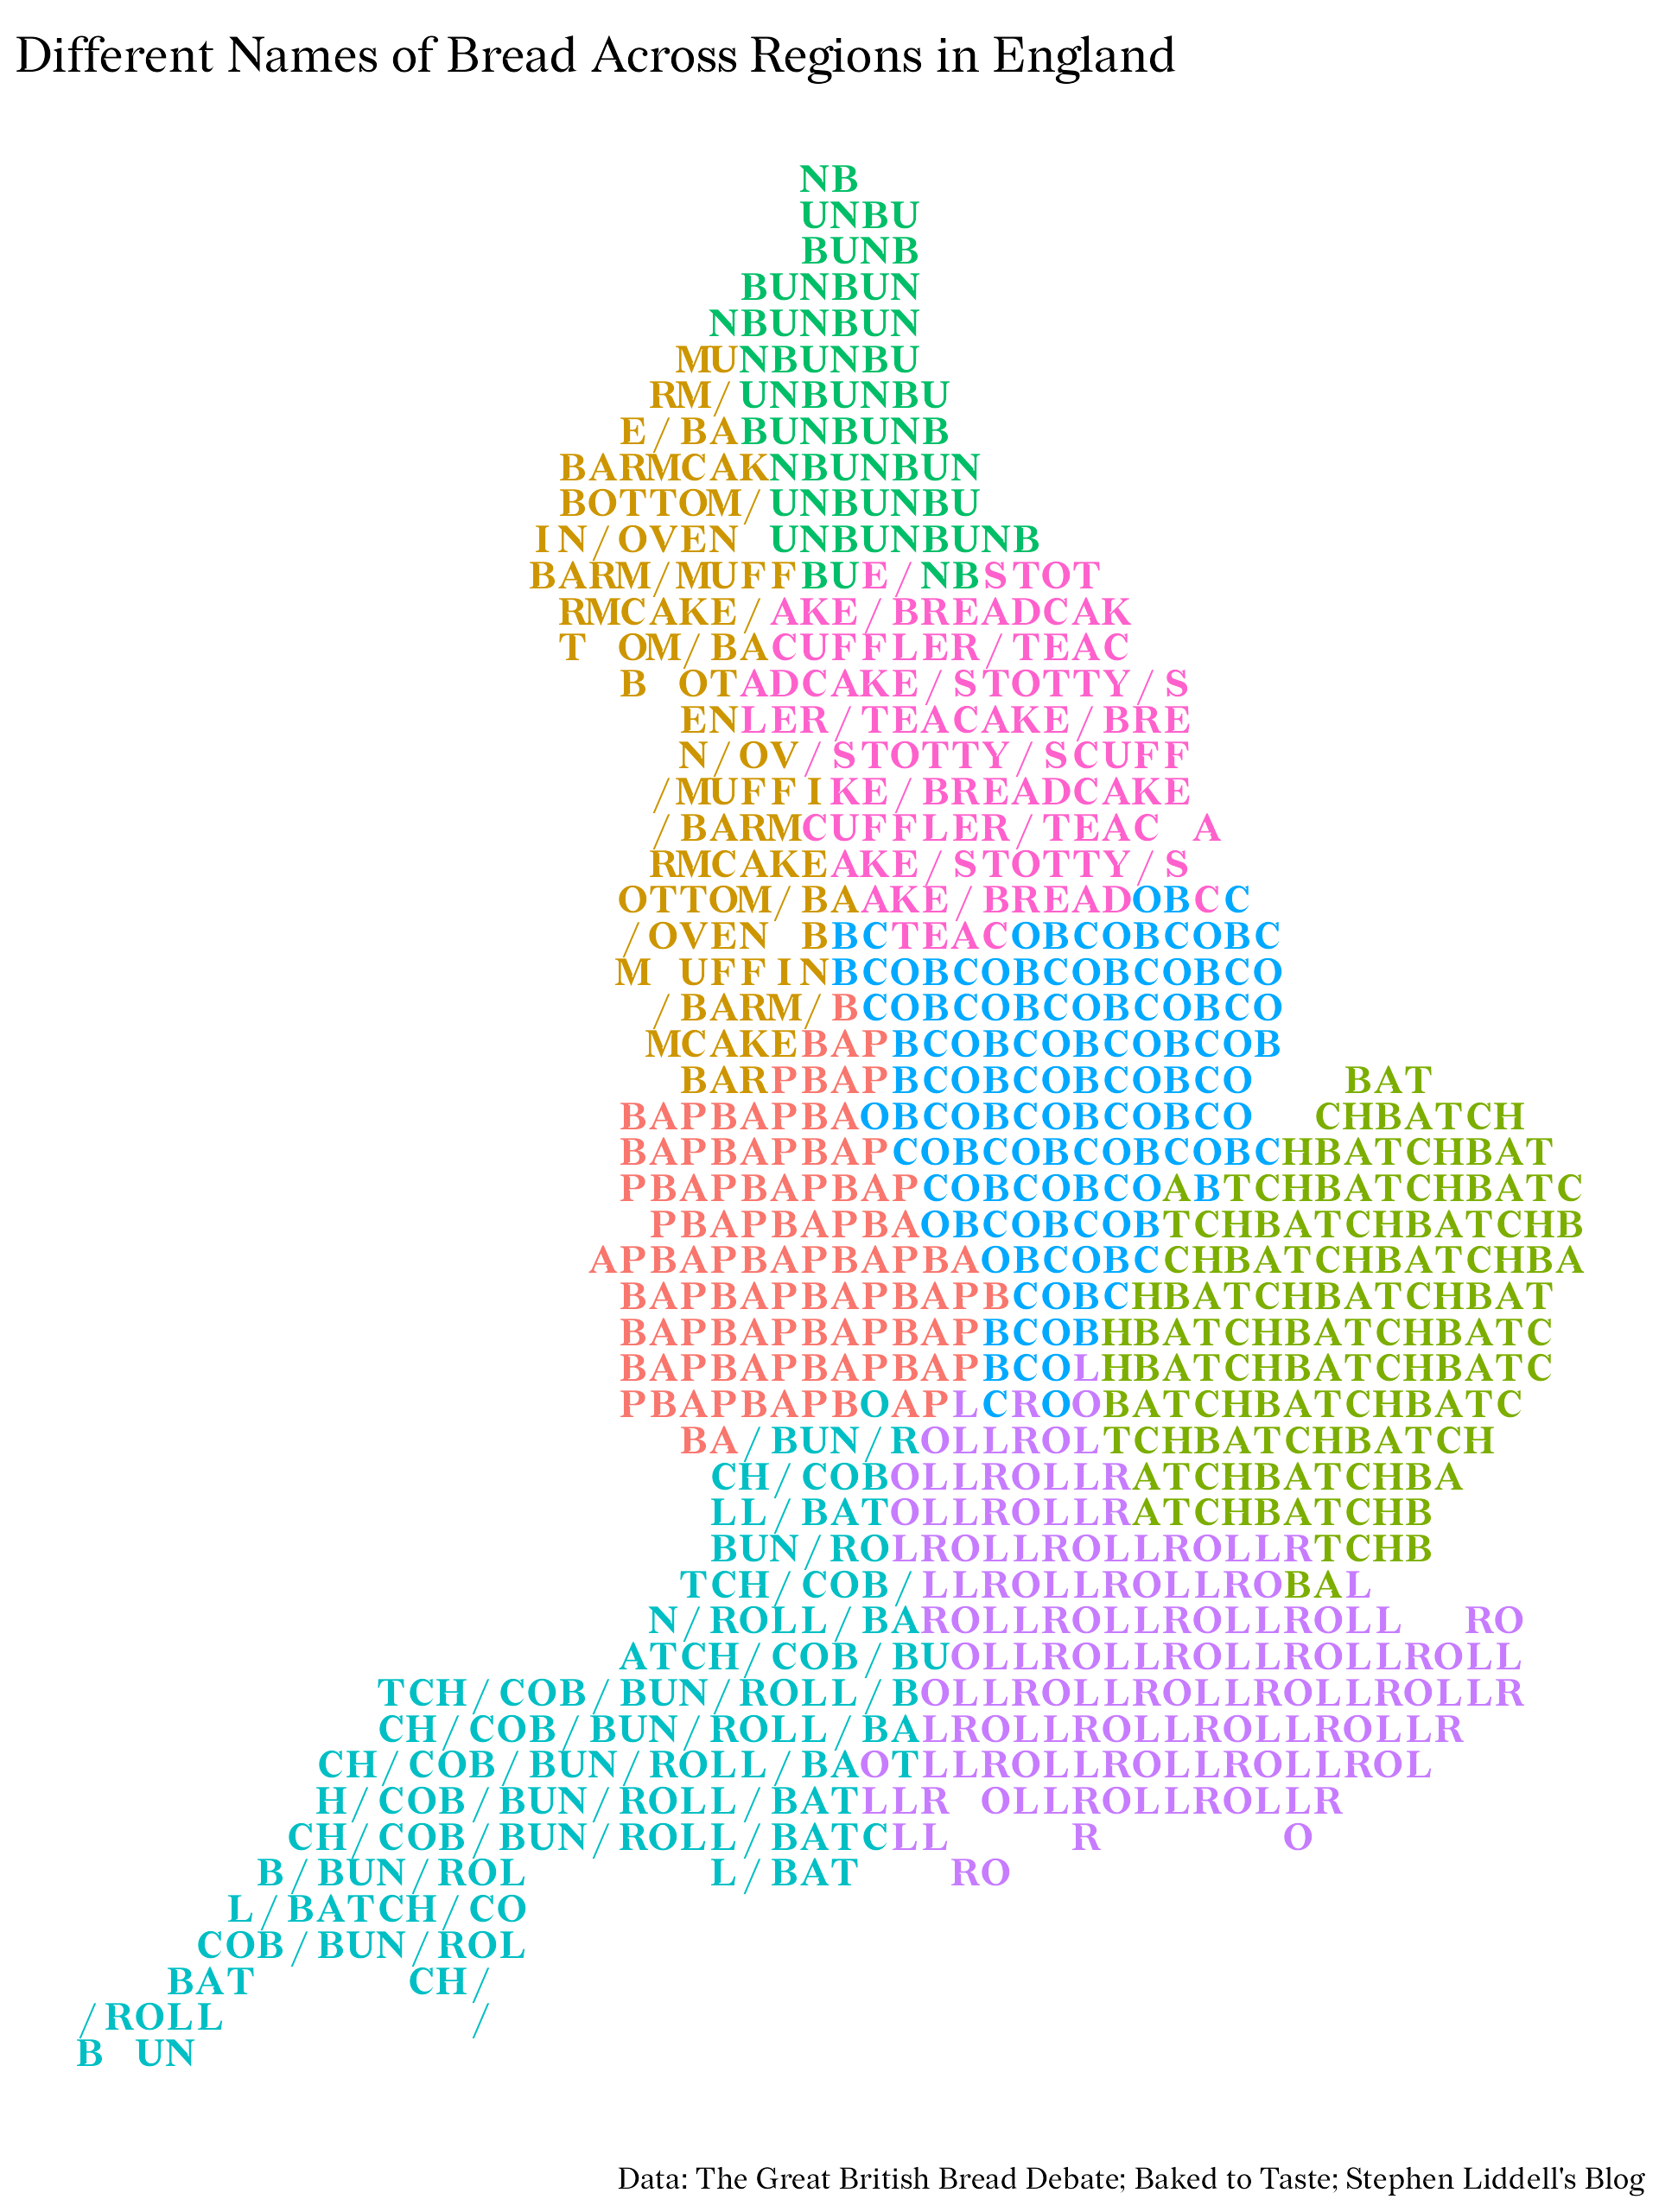 Different Names of Bread Across Regions in England
NB
UNBU
BUNB
BUNBUN
NBUNBUN
MUNBUNBU
RM/UNBUNBU
E/BABUNBUNB
BARMCAKNBUNBUN
BOTTOM/UNBUNBU
IN/OVEN UNBUNBUNB
BARM/MUFFBUE/NBSTOT
RMCAKE/AKE/BREADCAK
T OM/BACUFFLER/TEAC
B OTADCAKE/STOTTY/S
ENLER/TEACAKE/BRE
N/OV/STOTTY/SCUFF
/MUFFIKE/BREADCAKE
/BARMCUFFLER/TEAC A
RMCAKEAKE/STOTTY/S
OTTOM/BAAKE/BREADOBCC
/OVEN BBCTEACOBCOBCOBC
M UFFINBCOBCOBCOBCOBCO
/BARM/BCOBCOBCOBCOBCO
MCAKEBAPBCOBCOBCOBCOB
BARPBAPBCOBCOBCOBCO BAT
BAPBAPBAOBCOBCOBCOBCO CHBATCH
BAPBAPBAPCOBCOBCOBCOBCHBATCHBAT
PBAPBAPBAPCOBCOBCOABTCHBATCHBATC
PBAPBAPBAOBCOBCOBTCHBATCHBATCHB
APBAPBAPBAPBAOBCOBCCHBATCHBATCHBA
BAPBAPBAPBAPBCOBCHBATCHBATCHBAT
BAPBAPBAPBAPBCOBHBATCHBATCHBATC
BAPBAPBAPBAPBCOLHBATCHBATCHBATC
PBAPBAPBOAPLCROOBATCHBATCHBATC
BA/BUN/ROLLROLTCHBATCHBATCH
CH/COBOLLROLLRATCHBATCHBA
LL/BATOLLROLLRATCHBATCHB
BUN/ROLROLLROLLROLLRTCHB
TCH/COB/LLROLLROLLROBAL
N/ROLL/BAROLLROLLROLLROLL RO
ATCH/COB/BUOLLROLLROLLROLLROLL
TCH/COB/BUN/ROLL/BOLLROLLROLLROLLROLLR
CH/COB/BUN/ROLL/BALROLLROLLROLLROLLR
CH/COB/BUN/ROLL/BAOTLLROLLROLLROLLROL
H/COB/BUN/ROLL/BATLLR OLLROLLROLLR
CH/COB/BUN/ROLL/BATCLL R O
B/BUN/ROL L/BAT RO
L/BATCH/CO
COB/BUN/ROL
BAT CH/
/ROLL /
B UN
Data: The Great British Bread Debate; Baked to Taste; Stephen Liddell's Blog